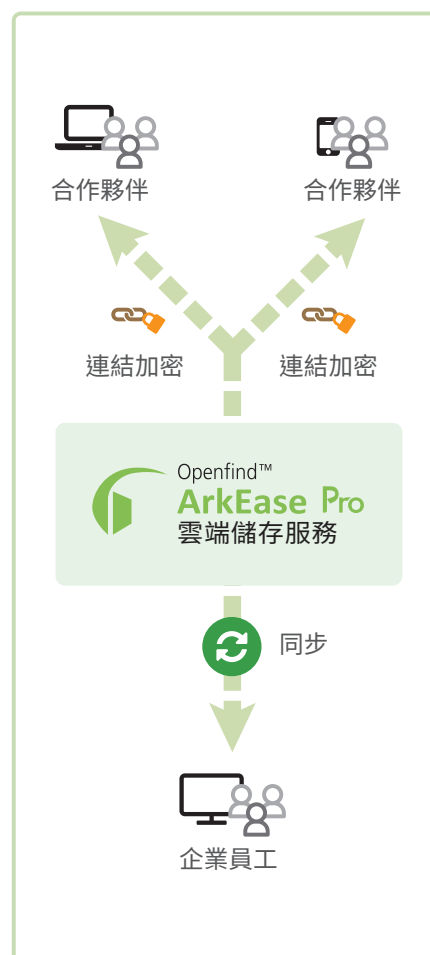 合作夥伴
合作夥伴
連結加密
連結加密
Openfind™
ArkEase Pro
雲端儲存服務
同步
企業員工